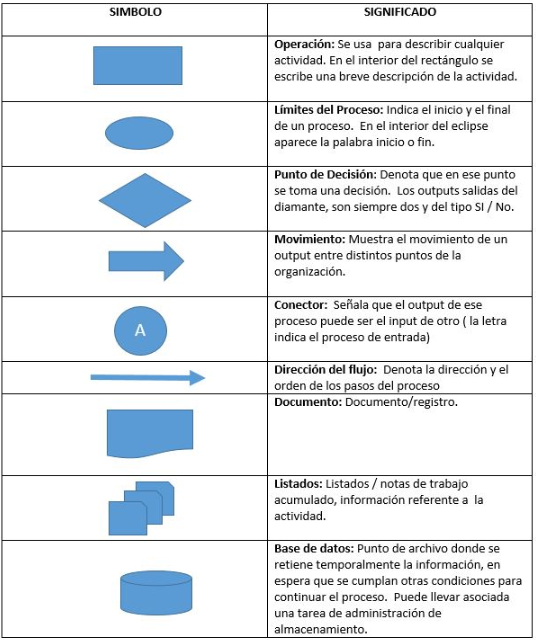 SIMBOLO
SIGNIFICADO
Operación: Se usa para describir cualquier
actividad. En el interior del rectángulo se
escribe una breve descripción de la actividad.
Límites del Proceso: Indica el inicio y el final
de un proceso. En el interior del eclipse
aparece la palabra inicio o fin.
Punto de Decisión: Denota que en ese punto
se toma una decisión. Los outputs salidas del
diamante, son siempre dos y del tipo SI / No.
Movimiento: Muestra el movimiento de un
output entre distintos puntos de la
organización.
A
Conector: Señala que el output de ese
proceso puede ser el input de otro ( la letra
indica el proceso de entrada)
Dirección del flujo: Denota la dirección y el
orden de los pasos del proceso
Documento: Documento/registro.
Listados: Listados / notas de trabajo
acumulado, información referente a la
actividad.
Base de datos: Punto de archivo donde se
retiene temporalmente la información, en
espera que se cumplan otras condiciones para
continuar el proceso. Puede llevar asociada
una tarea de administración de
almacenamiento.